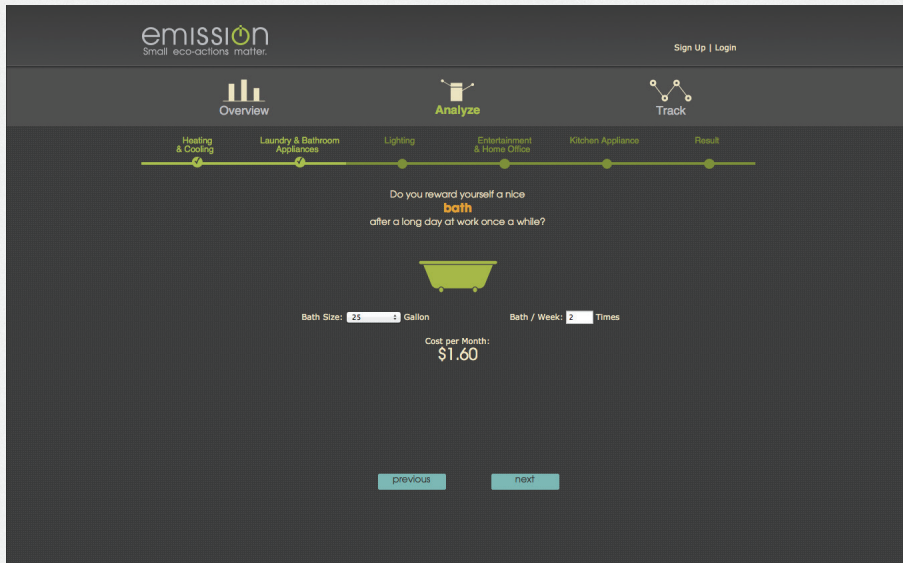 emission
Small eco-actions matter.
Sign Up | Login
Overview
Analyze
Track
Heating
& Cooling
Laundry & Bathroom
Appliances
Lighting
Entertainment
& Home Office
Kitchen Appliance
Result
Do you reward yourself a nice
bath
after a long day at work once a while?
Bath Size: 25 Gallon
Bath / Week: 2 Times
Cost per Month:
$1.60
previous
next